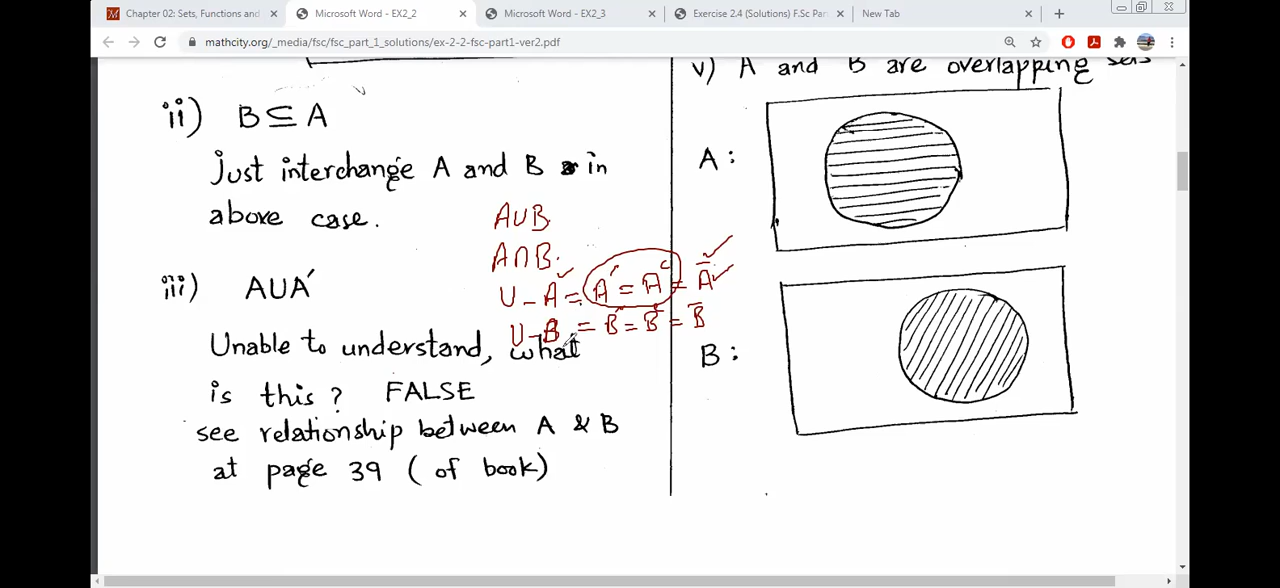 Chapter 02: Sets, Functions and
Microsoft Word - EX2_2
Microsoft Word - EX2_3
Exercise 2.4 (Solutions) F.Sc Par
New Tab
mathcity.org/_media/fsc/fsc_part_1_solutions/ex-2-2-fsc-part1-ver2.pdf
ii) B ⊆ A
Just interchange A and B in
above case.
A∪B
A∩B.
U - A = A′ = Aᶜ = A̅
U - B = B′ = Bᶜ = B̅
iii) A∪A′
Unable to understand, what
is this? FALSE
see relationship between A & B
at page 39 ( of book)
v) A and B are overlapping sets
A:
B: